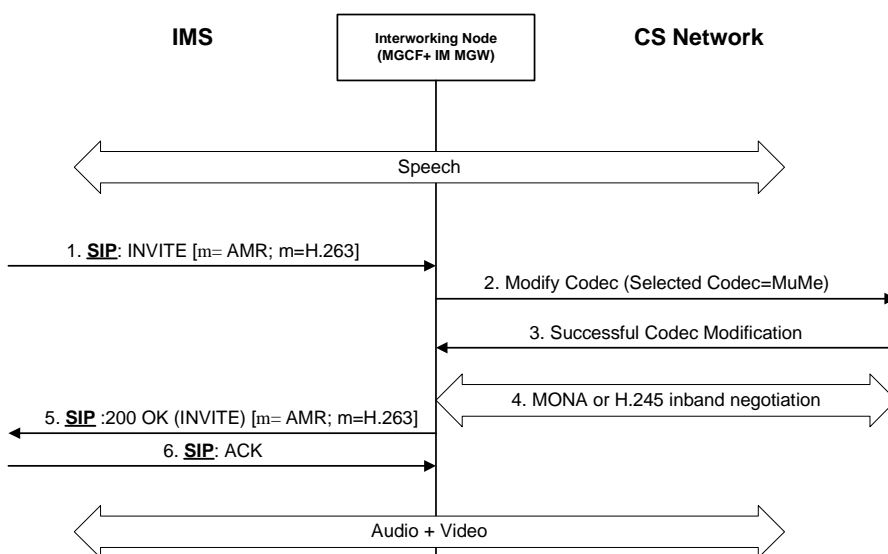 IMS
Interworking Node
(MGCF+ IM MGW)
CS Network
Speech
1. SIP: INVITE [m= AMR; m=H.263]
2. Modify Codec (Selected Codec=MuMe)
3. Successful Codec Modification
4. MONA or H.245 inband negotiation
5. SIP :200 OK (INVITE) [m= AMR; m=H.263]
6. SIP: ACK
Audio + Video